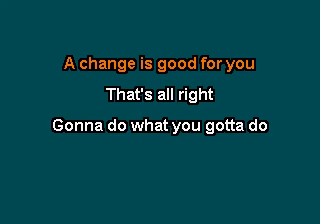 A change is good for you
That's all right
Gonna do what you gotta do